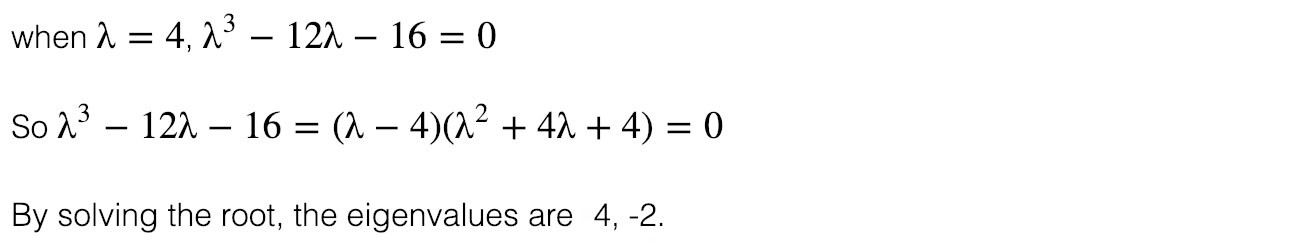 when λ = 4, λ³ − 12λ − 16 = 0
So λ³ − 12λ − 16 = (λ − 4)(λ² + 4λ + 4) = 0
By solving the root, the eigenvalues are 4, -2.